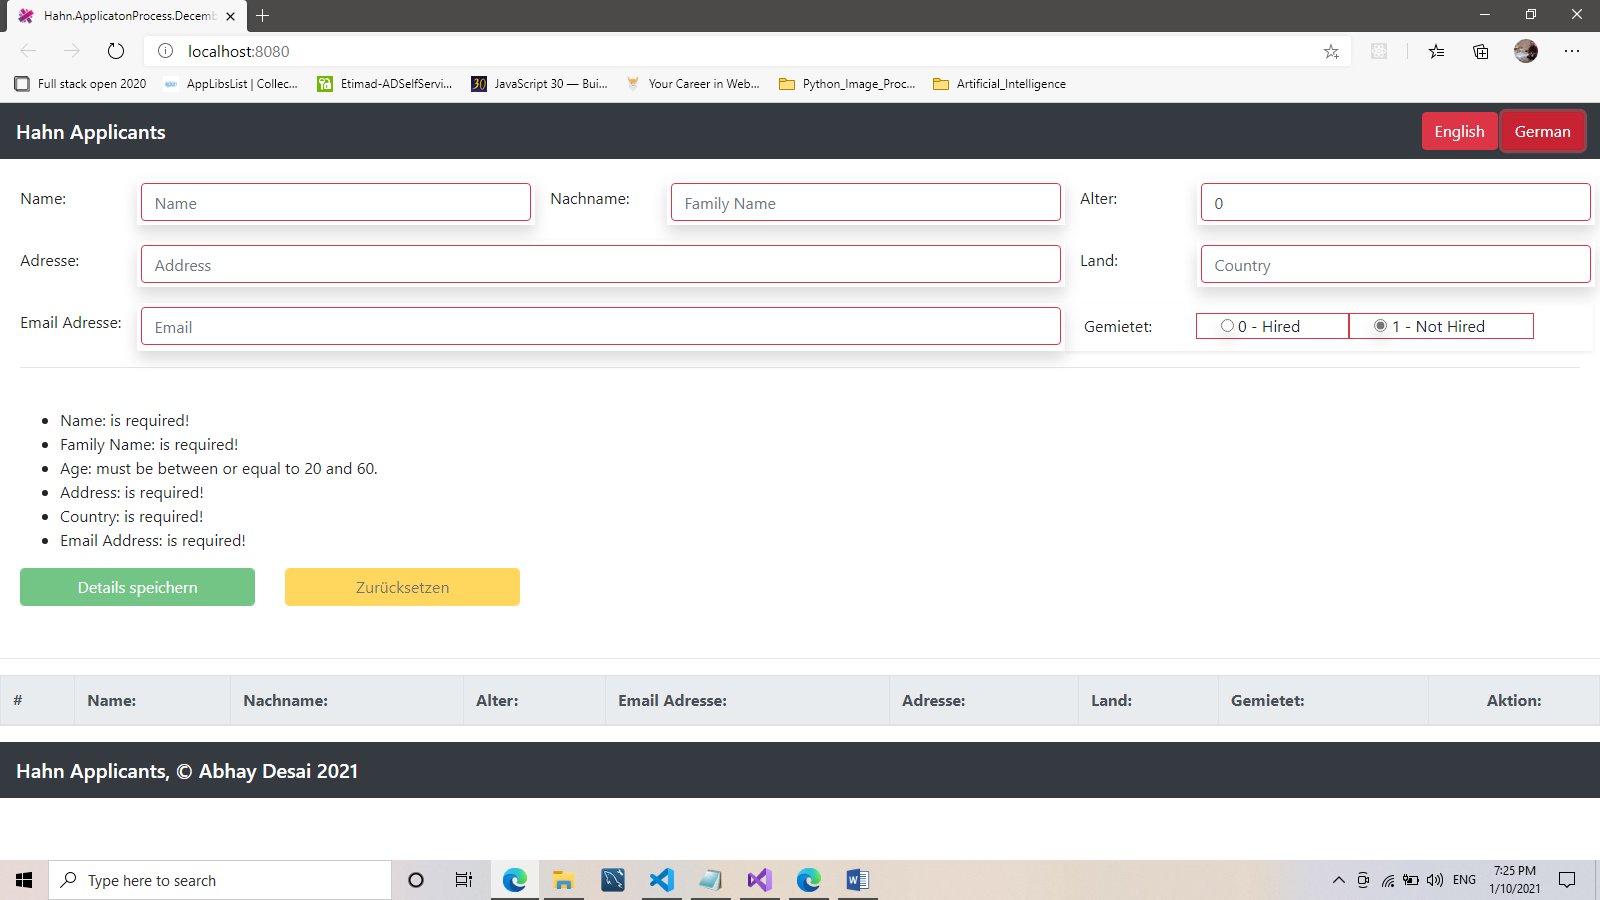 Hahn.ApplicatonProcess.Decemb
localhost:8080
Full stack open 2020 AppLibsList | Collec... Etimad-ADSelfServi... 30 JavaScript 30 — Bui... Your Career in Web... Python_Image_Proc... Artificial_Intelligence
Hahn Applicants English German
Name: Name Nachname: Family Name Alter: 0
Adresse: Address Land: Country
Email Adresse: Email Gemietet: 0 - Hired 1 - Not Hired
Name: is required!
Family Name: is required!
Age: must be between or equal to 20 and 60.
Address: is required!
Country: is required!
Email Address: is required!
Details speichern Zurücksetzen
# Name: Nachname: Alter: Email Adresse: Adresse: Land: Gemietet: Aktion:
Hahn Applicants, © Abhay Desai 2021
Type here to search ENG 7:25 PM
1/10/2021